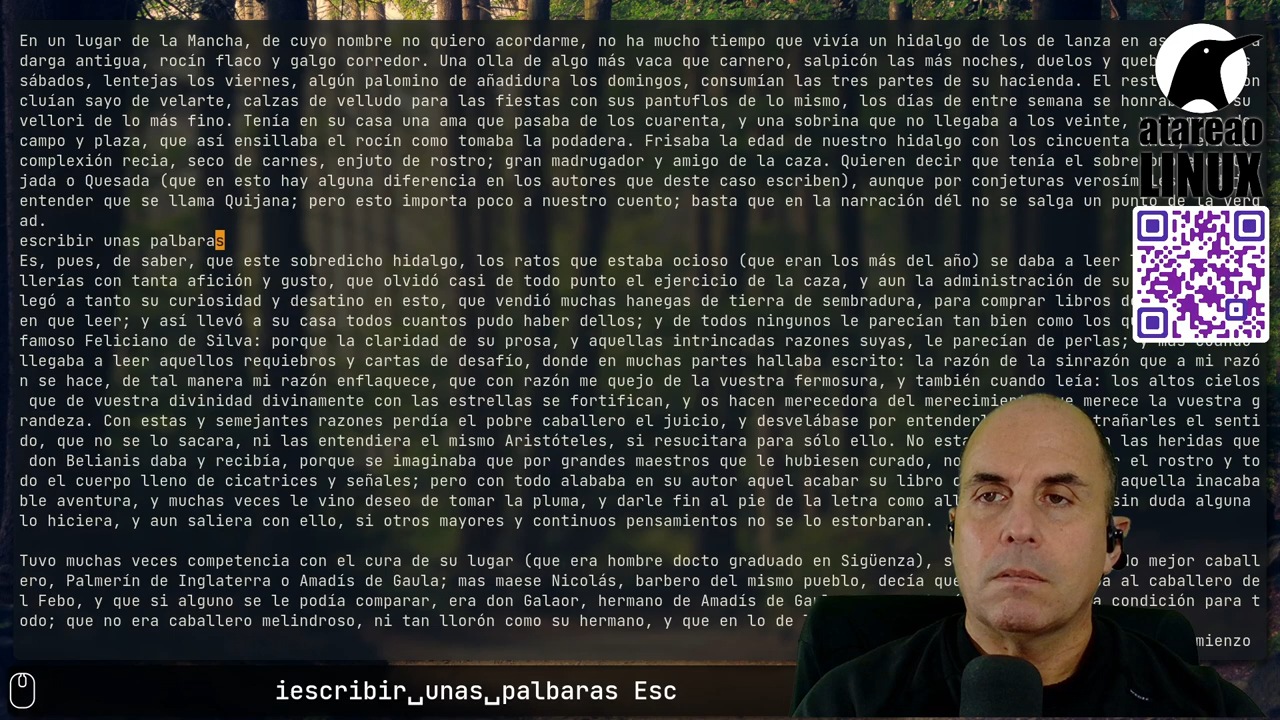 En un lugar de la Mancha, de cuyo nombre no quiero acordarme, no ha mucho tiempo que vivía un hidalgo de los de lanza en
darga antigua, rocín flaco y galgo corredor. Una olla de algo más vaca que carnero, salpicón las más noches, duelos y
sábados, lentejas los viernes, algún palomino de añadidura los domingos, consumían las tres partes de su hacienda. El
cluían sayo de velarte, calzas de velludo para las fiestas con sus pantuflos de lo mismo, los días de entre semana se su
vellori de lo más fino. Tenía en su casa una ama que pasaba de los cuarenta, y una sobrina que no llegaba a los veinte,
campo y plaza, que así ensillaba el rocín como tomaba la podadera. Frisaba la edad de nuestro hidalgo con los cincuenta
complexión recia, seco de carnes, enjuto de rostro; gran madrugador y amigo de la caza. Quieren decir que tenía el
jada o Quesada (que en esto hay alguna diferencia en los autores que deste caso escriben), aunque por conjeturas
entender que se llama Quijana; pero esto importa poco a nuestro cuento; basta que en la narración dél no se salga un punto de la verd
ad.
escribir unas palbaras
Es, pues, de saber, que este sobredicho hidalgo, los ratos que estaba ocioso (que eran los más del año) se daba a leer
llerías con tanta afición y gusto, que olvidó casi de todo punto el ejercicio de la caza, y aun la administración de su
legó a tanto su curiosidad y desatino en esto, que vendió muchas hanegas de tierra de sembradura, para comprar libros
en que leer; y así llevó a su casa todos cuantos pudo haber dellos; y de todos ningunos le parecían tan bien como los
famoso Feliciano de Silva: porque la claridad de su prosa, y aquellas intrincadas razones suyas, le parecían de perlas; y más cuando
llegaba a leer aquellos requiebros y cartas de desafío, donde en muchas partes hallaba escrito: la razón de la sinrazón que a mi razó
n se hace, de tal manera mi razón enflaquece, que con razón me quejo de la vuestra fermosura, y también cuando leía: los altos cielos
que de vuestra divinidad divinamente con las estrellas se fortifican, y os hacen merecedora del merecimiento que merece la vuestra g
randeza. Con estas y semejantes razones perdía el pobre caballero el juicio, y desvelábase por entender trañarles el senti
do, que no se lo sacara, ni las entendiera el mismo Aristóteles, si resucitara para sólo ello. No las heridas que
don Belianis daba y recibía, porque se imaginaba que por grandes maestros que le hubiesen curado, el rostro y to
do el cuerpo lleno de cicatrices y señales; pero con todo alababa en su autor aquel acabar su libro aquella inacaba
ble aventura, y muchas veces le vino deseo de tomar la pluma, y darle fin al pie de la letra como sin duda alguna
lo hiciera, y aun saliera con ello, si otros mayores y continuos pensamientos no se lo estorbaran.
Tuvo muchas veces competencia con el cura de su lugar (que era hombre docto graduado en Sigüenza), mejor caball
ero, Palmerín de Inglaterra o Amadís de Gaula; mas maese Nicolás, barbero del mismo pueblo, decía al caballero de
l Febo, y que si alguno se le podía comparar, era don Galaor, hermano de Amadís de condición para t
odo; que no era caballero melindroso, ni tan llorón como su hermano, y que en lo de
mienzo
iescribir␣unas␣palbaras Esc
atareao
LINUX